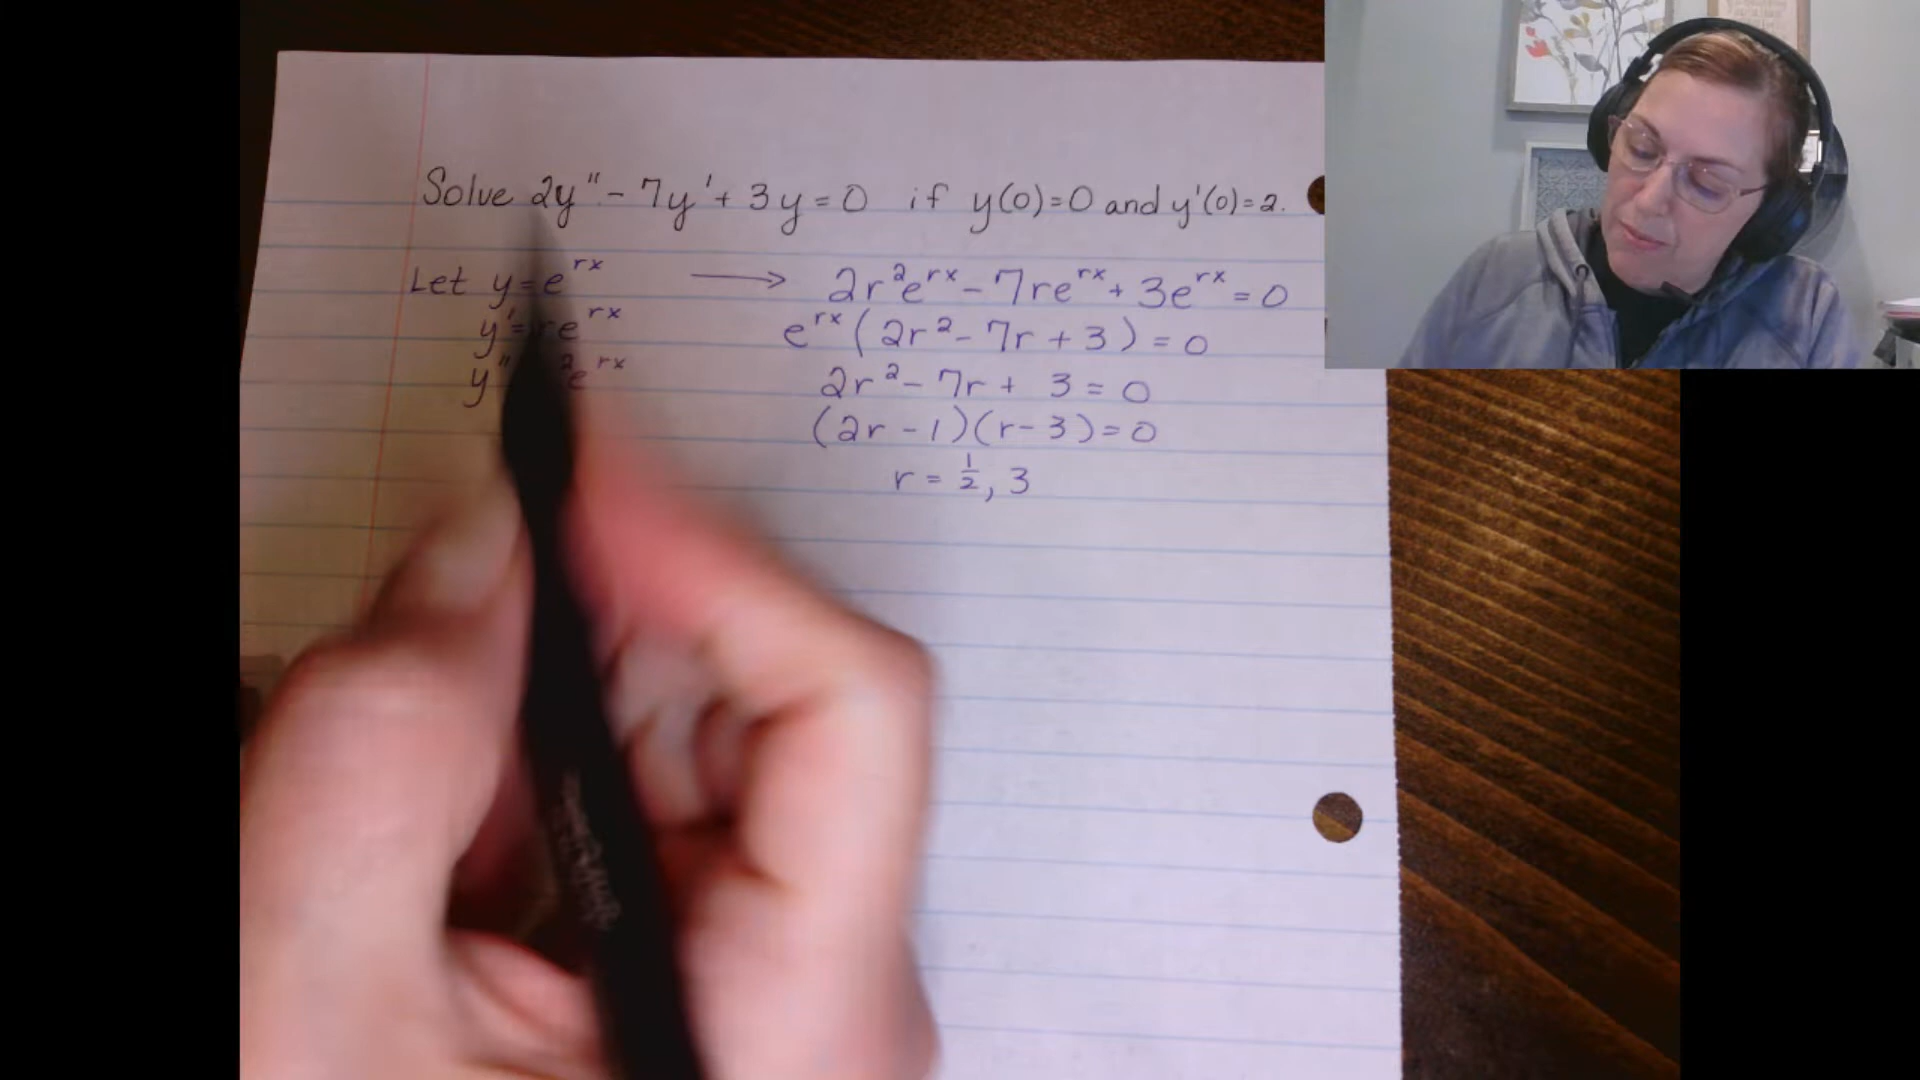 Solve 2y" - 7y' + 3y = 0 if y(0)=0 and y'(0)=2.
Let y = e^rx → 2r²e^rx - 7re^rx + 3e^rx = 0
y' = re^rx e^rx (2r² - 7r + 3) = 0
y" ²e^rx 2r² - 7r + 3 = 0
(2r - 1)(r - 3) = 0
r = 1/2, 3